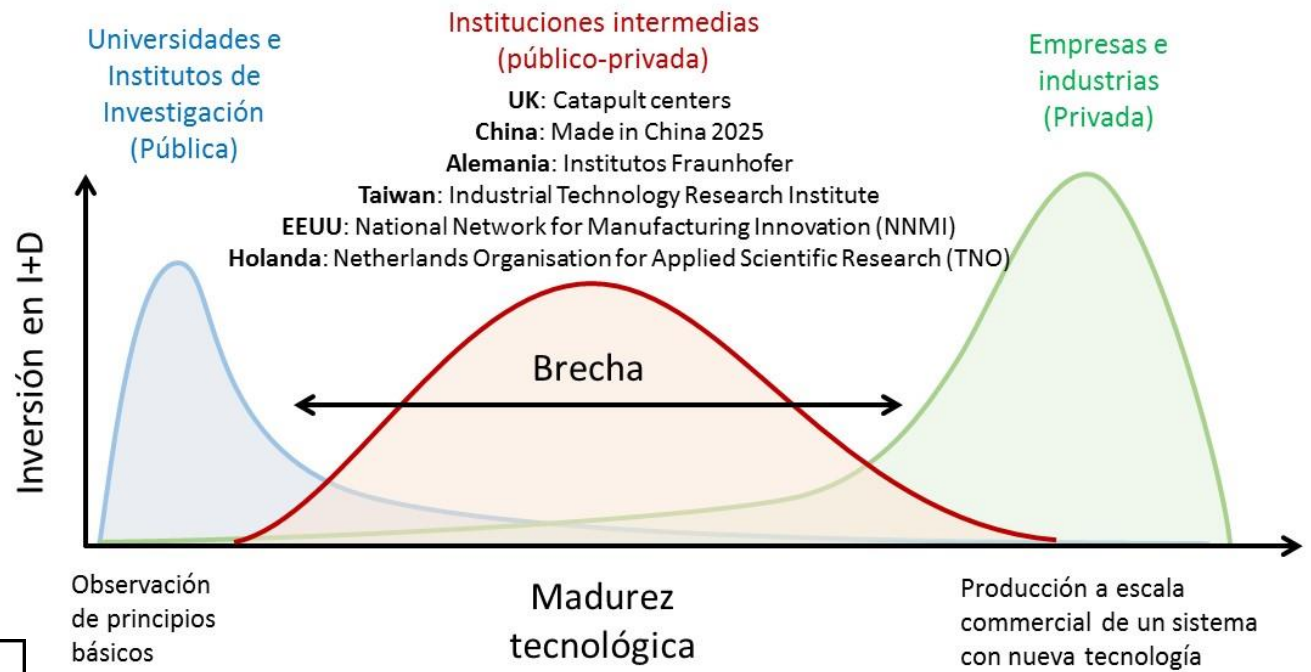 Universidades e
Institutos de
Investigación
(Pública)
Instituciones intermedias
(público-privada)
UK: Catapult centers
China: Made in China 2025
Alemania: Institutos Fraunhofer
Taiwan: Industrial Technology Research Institute
EEUU: National Network for Manufacturing Innovation (NNMI)
Holanda: Netherlands Organisation for Applied Scientific Research (TNO)
Empresas e
industrias
(Privada)
Inversión en I+D
Brecha
Observación
de principios
básicos
Madurez
tecnológica
Producción a escala
commercial de un sistema
con nueva tecnología